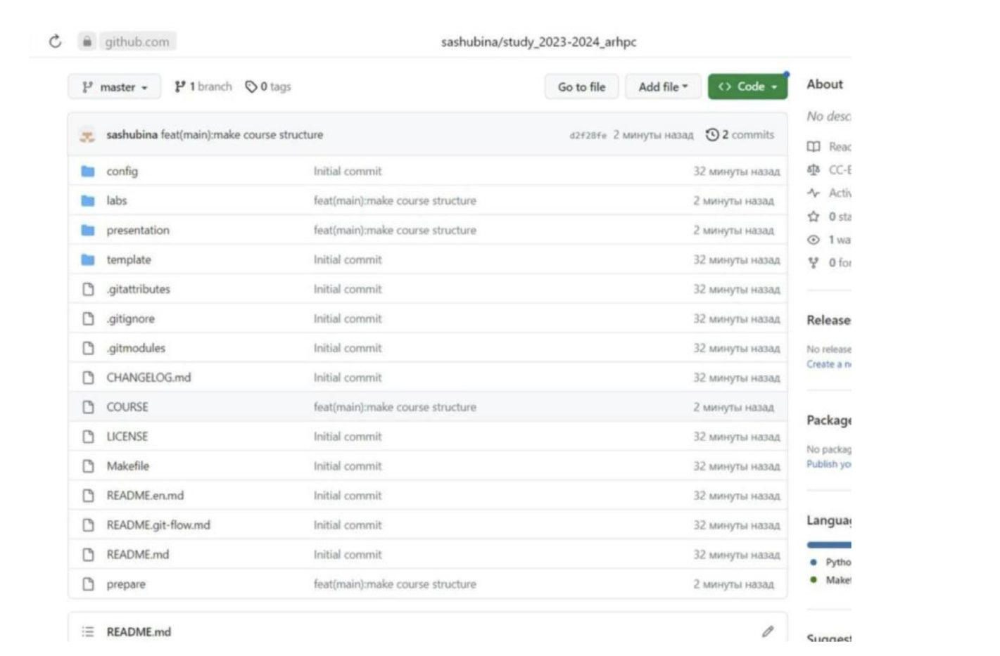 github.com sashubina/study_2023-2024_arhpc
master 1 branch 0 tags Go to file Add file <> Code About
No desc
sashubina feat(main):make course structure d2f28fe 2 минуты назад 2 commits
Reac
config Initial commit 32 минуты назад
CC-E
labs feat(main):make course structure 2 минуты назад
Activ
0 sta
presentation feat(main):make course structure 2 минуты назад
1 wa
template Initial commit 32 минуты назад
0 for
.gitattributes Initial commit 32 минуты назад
.gitignore Initial commit 32 минуты назад
Release
.gitmodules Initial commit 32 минуты назад
No release
Create a n
CHANGELOG.md Initial commit 32 минуты назад
COURSE feat(main):make course structure 2 минуты назад
Package
LICENSE Initial commit 32 минуты назад
No packag
Publish yo
Makefile Initial commit 32 минуты назад
README.en.md Initial commit 32 минуты назад
README.git-flow.md Initial commit 32 минуты назад
Languag
README.md Initial commit 32 минуты назад
Pytho
prepare feat(main):make course structure 2 минуты назад
Makef
README.md
Suggest